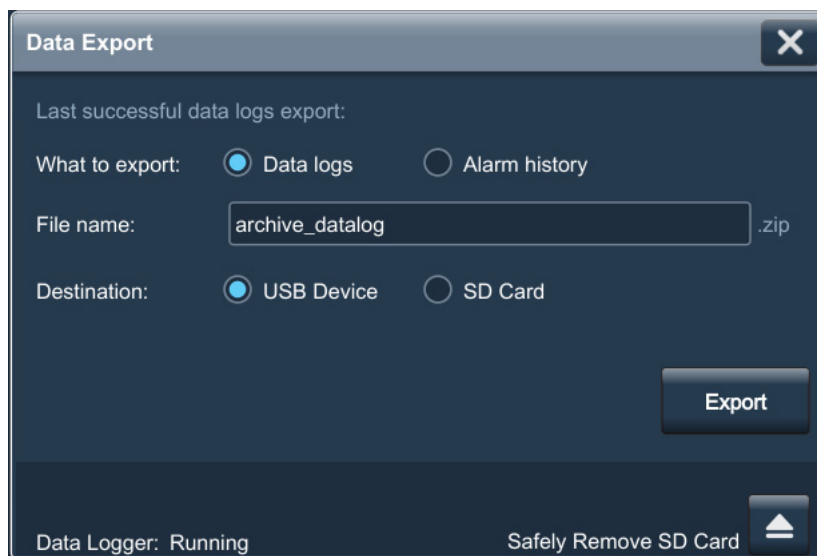 Data Export
Last successful data logs export:
What to export: Data logs Alarm history
File name: archive_datalog .zip
Destination: USB Device SD Card
Export
Data Logger: Running Safely Remove SD Card